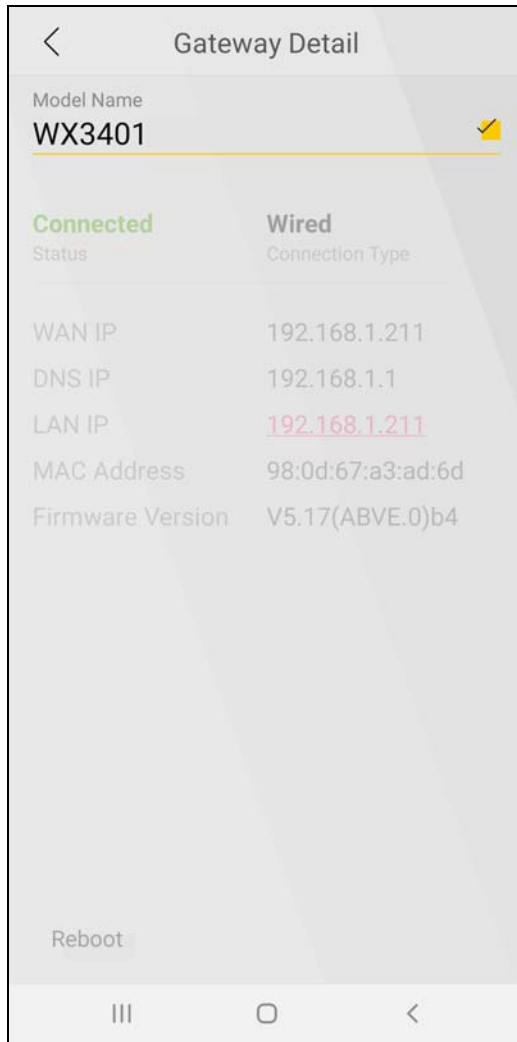 Gateway Detail
Model Name
WX3401
Connected Wired
Status Connection Type
WAN IP 192.168.1.211
DNS IP 192.168.1.1
LAN IP 192.168.1.211
MAC Address 98:0d:67:a3:ad:6d
Firmware Version V5.17(ABVE.0)b4
Reboot